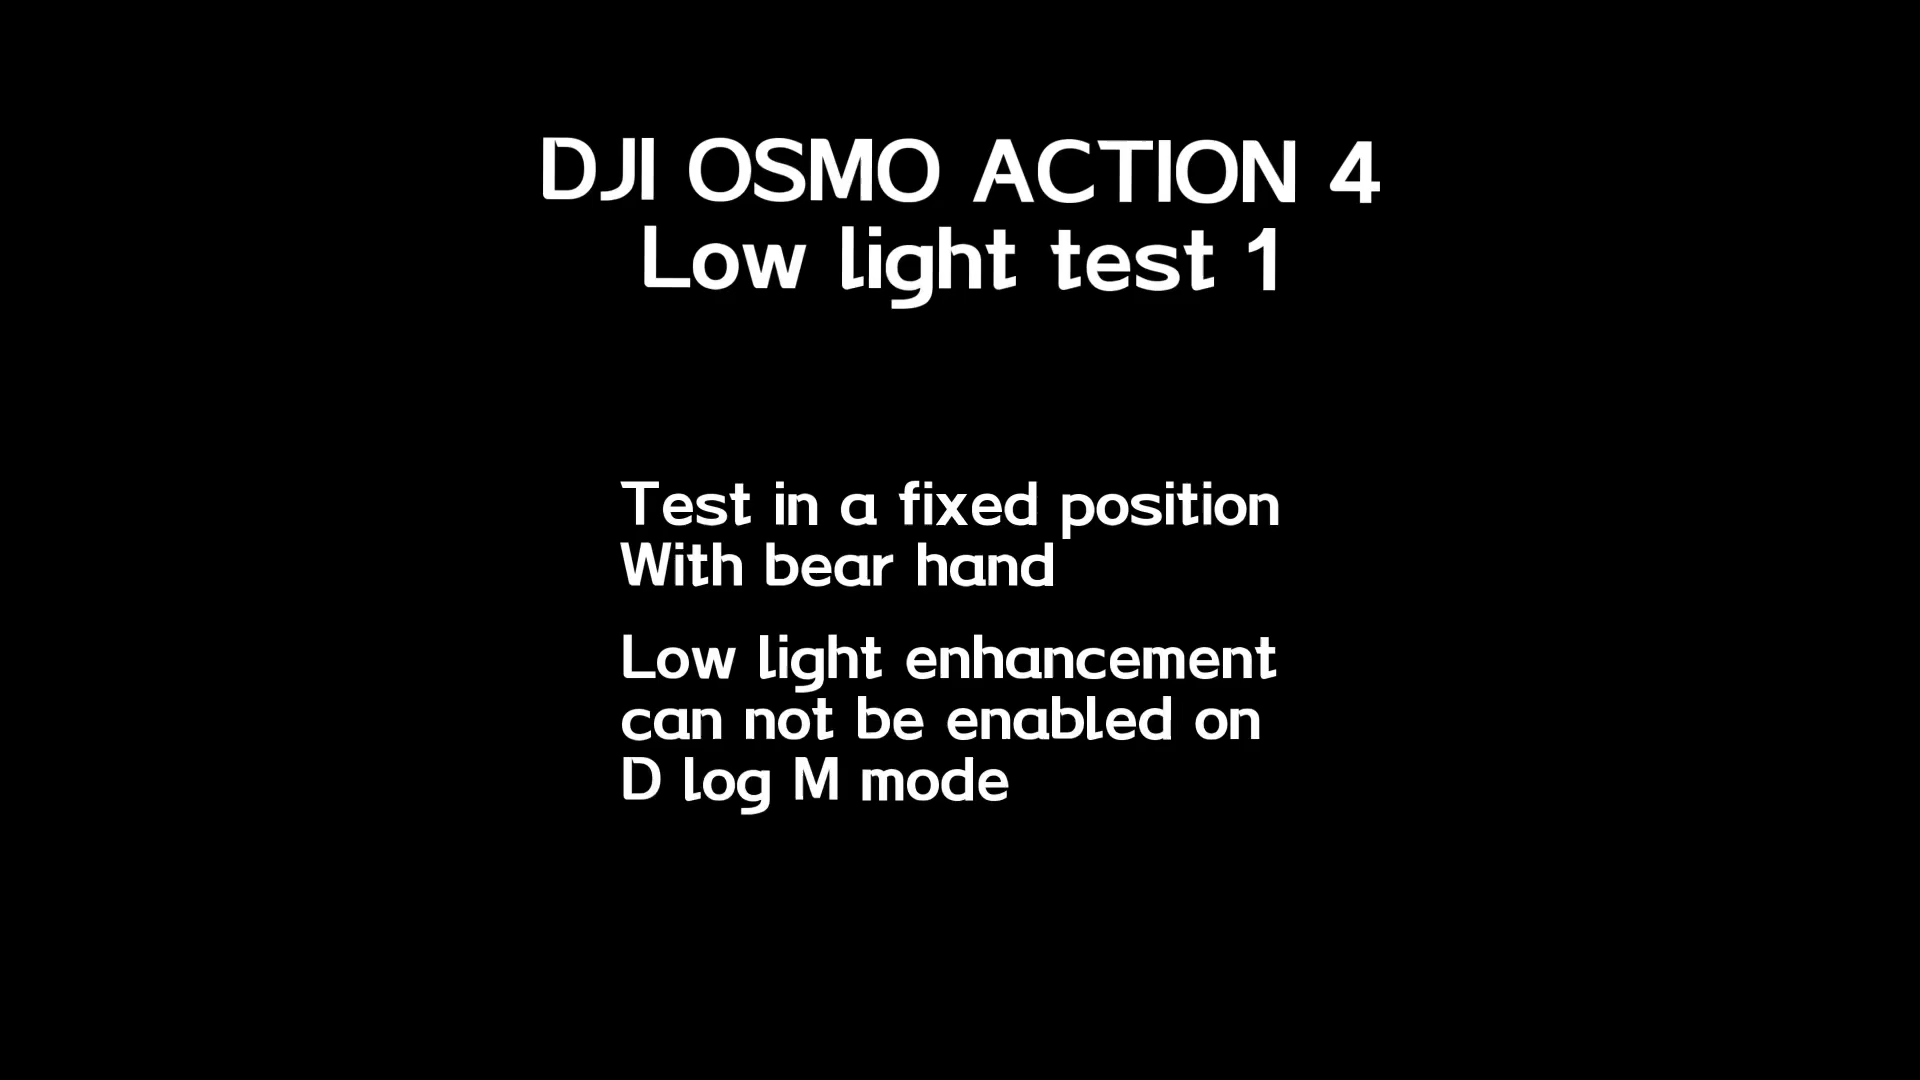 DJI OSMO ACTION 4
Low light test 1
Test in a fixed position
With bear hand
Low light enhancement
can not be enabled on
D log M mode